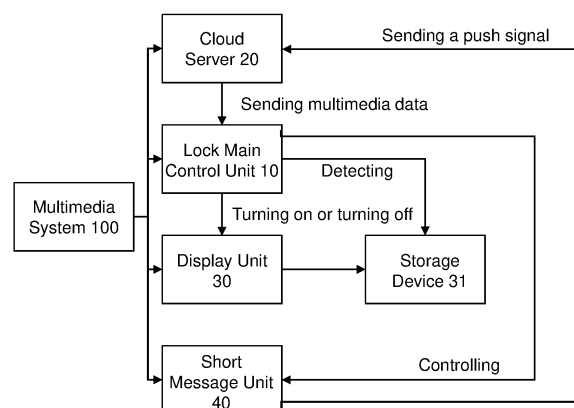 Cloud
Server 20
Sending a push signal
Sending multimedia data
Lock Main
Control Unit 10
Detecting
Multimedia
System 100
Turning on or turning off
Display Unit
30
Storage
Device 31
Short
Message Unit
40
Controlling